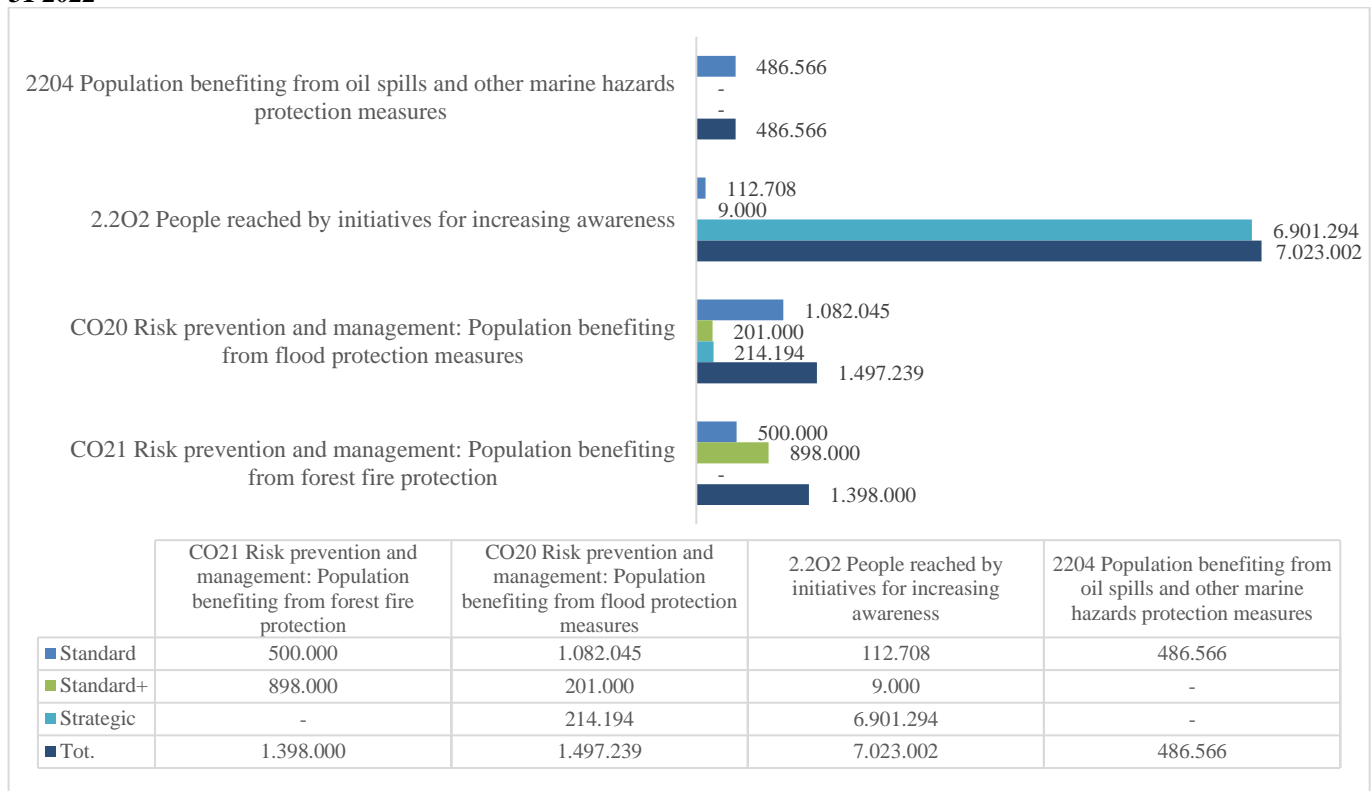 31 2022
486.566
2204 Population benefiting from oil spills and other marine hazards
protection measures
-
-
486.566
112.708
2.2O2 People reached by initiatives for increasing awareness
9.000
6.901.294
7.023.002
1.082.045
CO20 Risk prevention and management: Population benefiting
from flood protection measures
201.000
214.194
1.497.239
500.000
CO21 Risk prevention and management: Population benefiting
from forest fire protection
898.000
-
1.398.000
CO21 Risk prevention and
management: Population
benefiting from forest fire
protection
CO20 Risk prevention and
management: Population
benefiting from flood protection
measures
2.2O2 People reached by
initiatives for increasing
awareness
2204 Population benefiting from
oil spills and other marine
hazards protection measures
Standard 500.000 1.082.045 112.708 486.566
Standard+ 898.000 201.000 9.000 -
Strategic - 214.194 6.901.294 -
Tot. 1.398.000 1.497.239 7.023.002 486.566